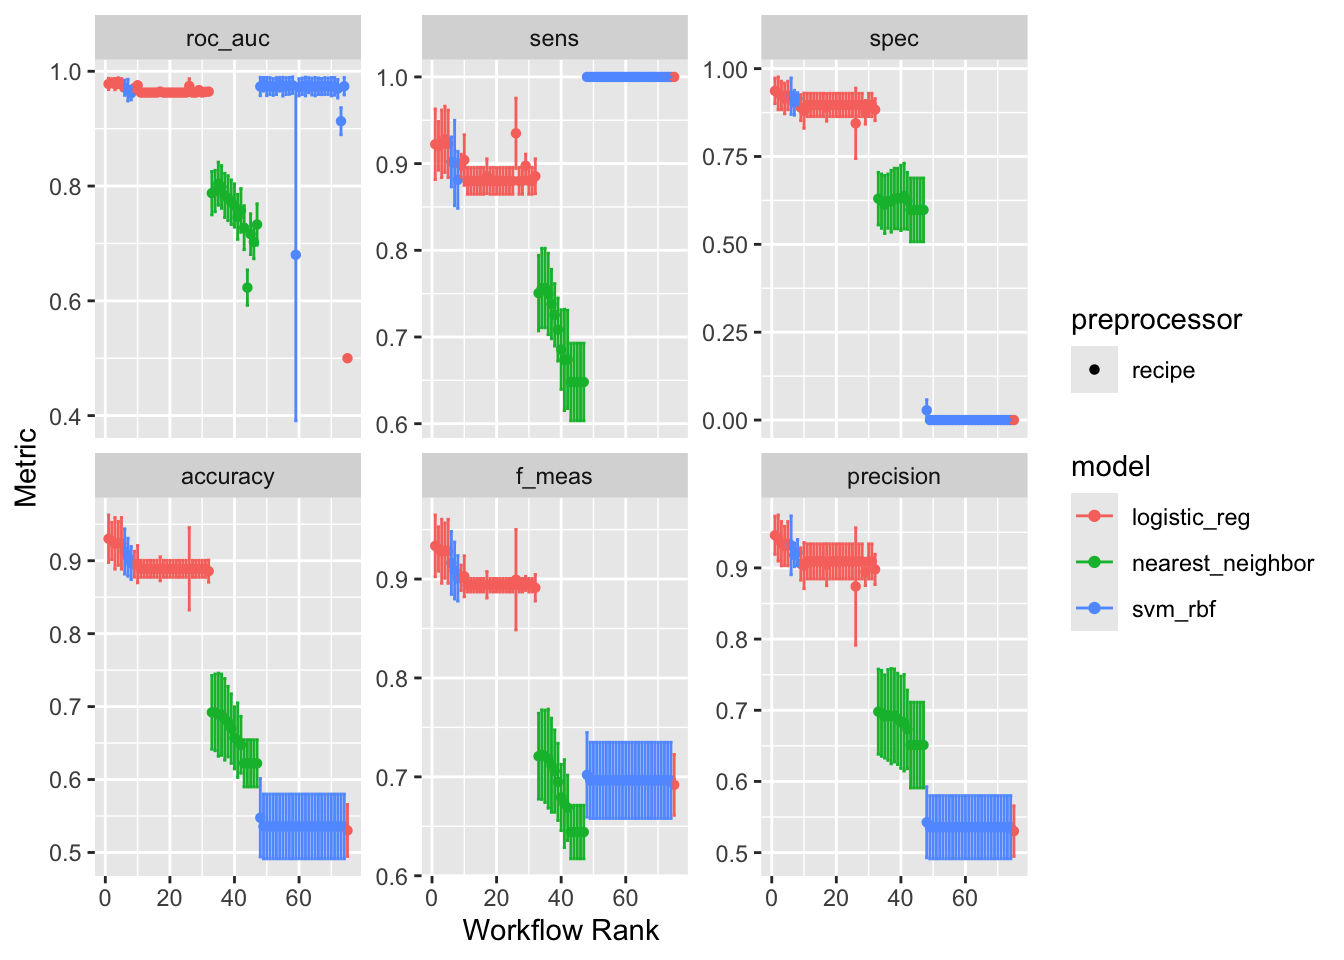 roc_auc
sens
spec
1.0
0.8
0.6
0.4
1.0
0.9
0.8
0.7
0.6
1.00
0.75
0.50
0.25
0.00
Metric
accuracy
f_meas
precision
0.9
0.8
0.7
0.6
0.5
0.9
0.8
0.7
0.6
0.9
0.8
0.7
0.6
0.5
0 20 40 60
0 20 40 60
0 20 40 60
Workflow Rank
preprocessor
recipe
model
logistic_reg
nearest_neighbor
svm_rbf